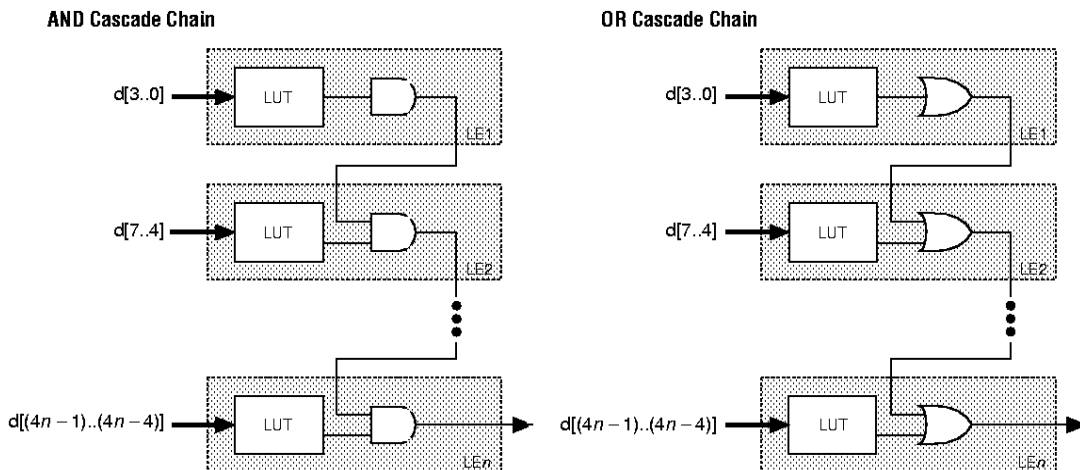 AND Cascade Chain
d[3..0]
LUT
LE1
d[7..4]
LUT
LE2
d[(4n – 1)..(4n – 4)]
LUT
LEn
OR Cascade Chain
d[3..0]
LUT
LE1
d[7..4]
LUT
LE2
d[(4n – 1)..(4n – 4)]
LUT
LEn